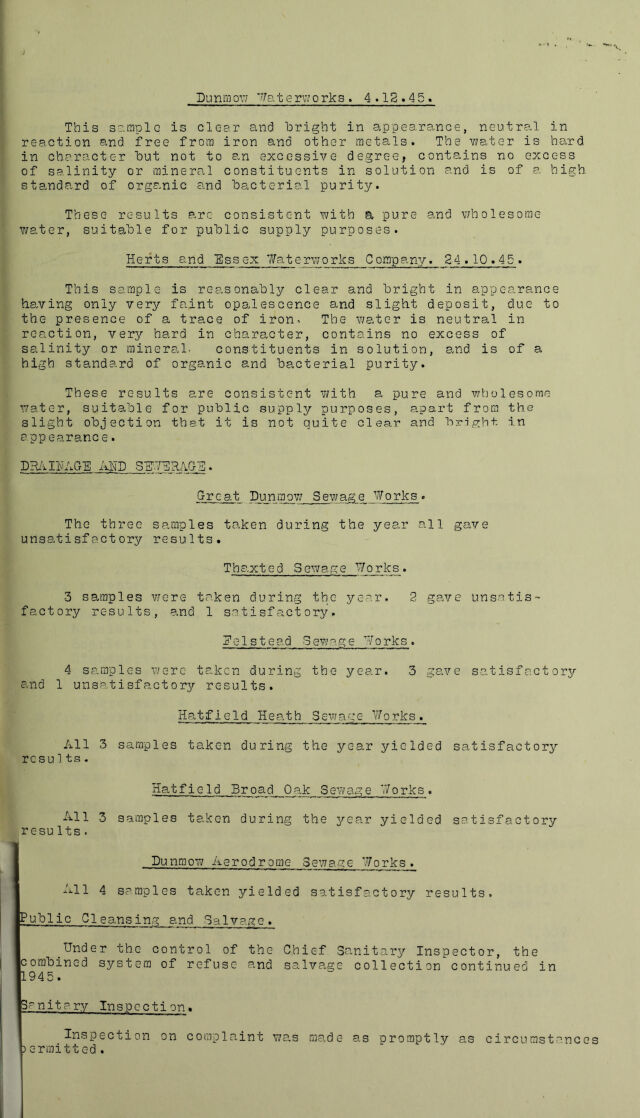 Dunmow Waterworks. 4.12.45.
This sample is clear and bright in appearance, neutral in
reaction and free from iron and other metals. The water is hard
in character but not to an excessive degree, contains no excess
of salinity or mineral constituents in solution and is of a high
standard of organic and bacterial purity.
These results are consistent with a pure and wholesome
water, suitable for public supply purposes.
Herts and Essex Waterworks Company. 24.10.45.
This sample is reasonably clear and bright in appearance
having only very faint opalescence and slight deposit, due to
the presence of a trace of iron. The water is neutral in
reaction, very hard in character, contains no excess of
salinity or mineral. constituents in solution, and is of a
high standard of organic and bacterial purity.
These results are consistent with a pure and wholesome
water, suitable for public supply purposes, apart from the
slight objection that it is not quite clear and bright in
appearance.
DRAINAGE AND SEWERAGE.
Great Dunmow Sewage Works.
The three samples taken during the year all gave
unsatisfactory results.
Thaxted Sewage Works.
3 samples were taken during the year. 2 gave unsatis-
factory results, and 1 satisfactory.
Felstead Sewage Works.
4 samples were taken during the year. 3 gave satisfactory
and 1 unsatisfactory results.
Hatfield Heath Sewage Works.
All 3 samples taken during the year yielded satisfactory
results.
Hatfield Broad Oak Sewage Works.
All 3 samples taken during the year yielded satisfactory
results.
Dunmow Aerodrome Sewage Works.
All 4 samples taken yielded satisfactory results.
Public Cleansing and Salvage.
Under the control of the Chief Sanitary Inspector, the
combined system of refuse and salvage collection continued in
1945.
Sanitary Inspection.
Inspection on complaint was made as promptly as circumstances
permitted.